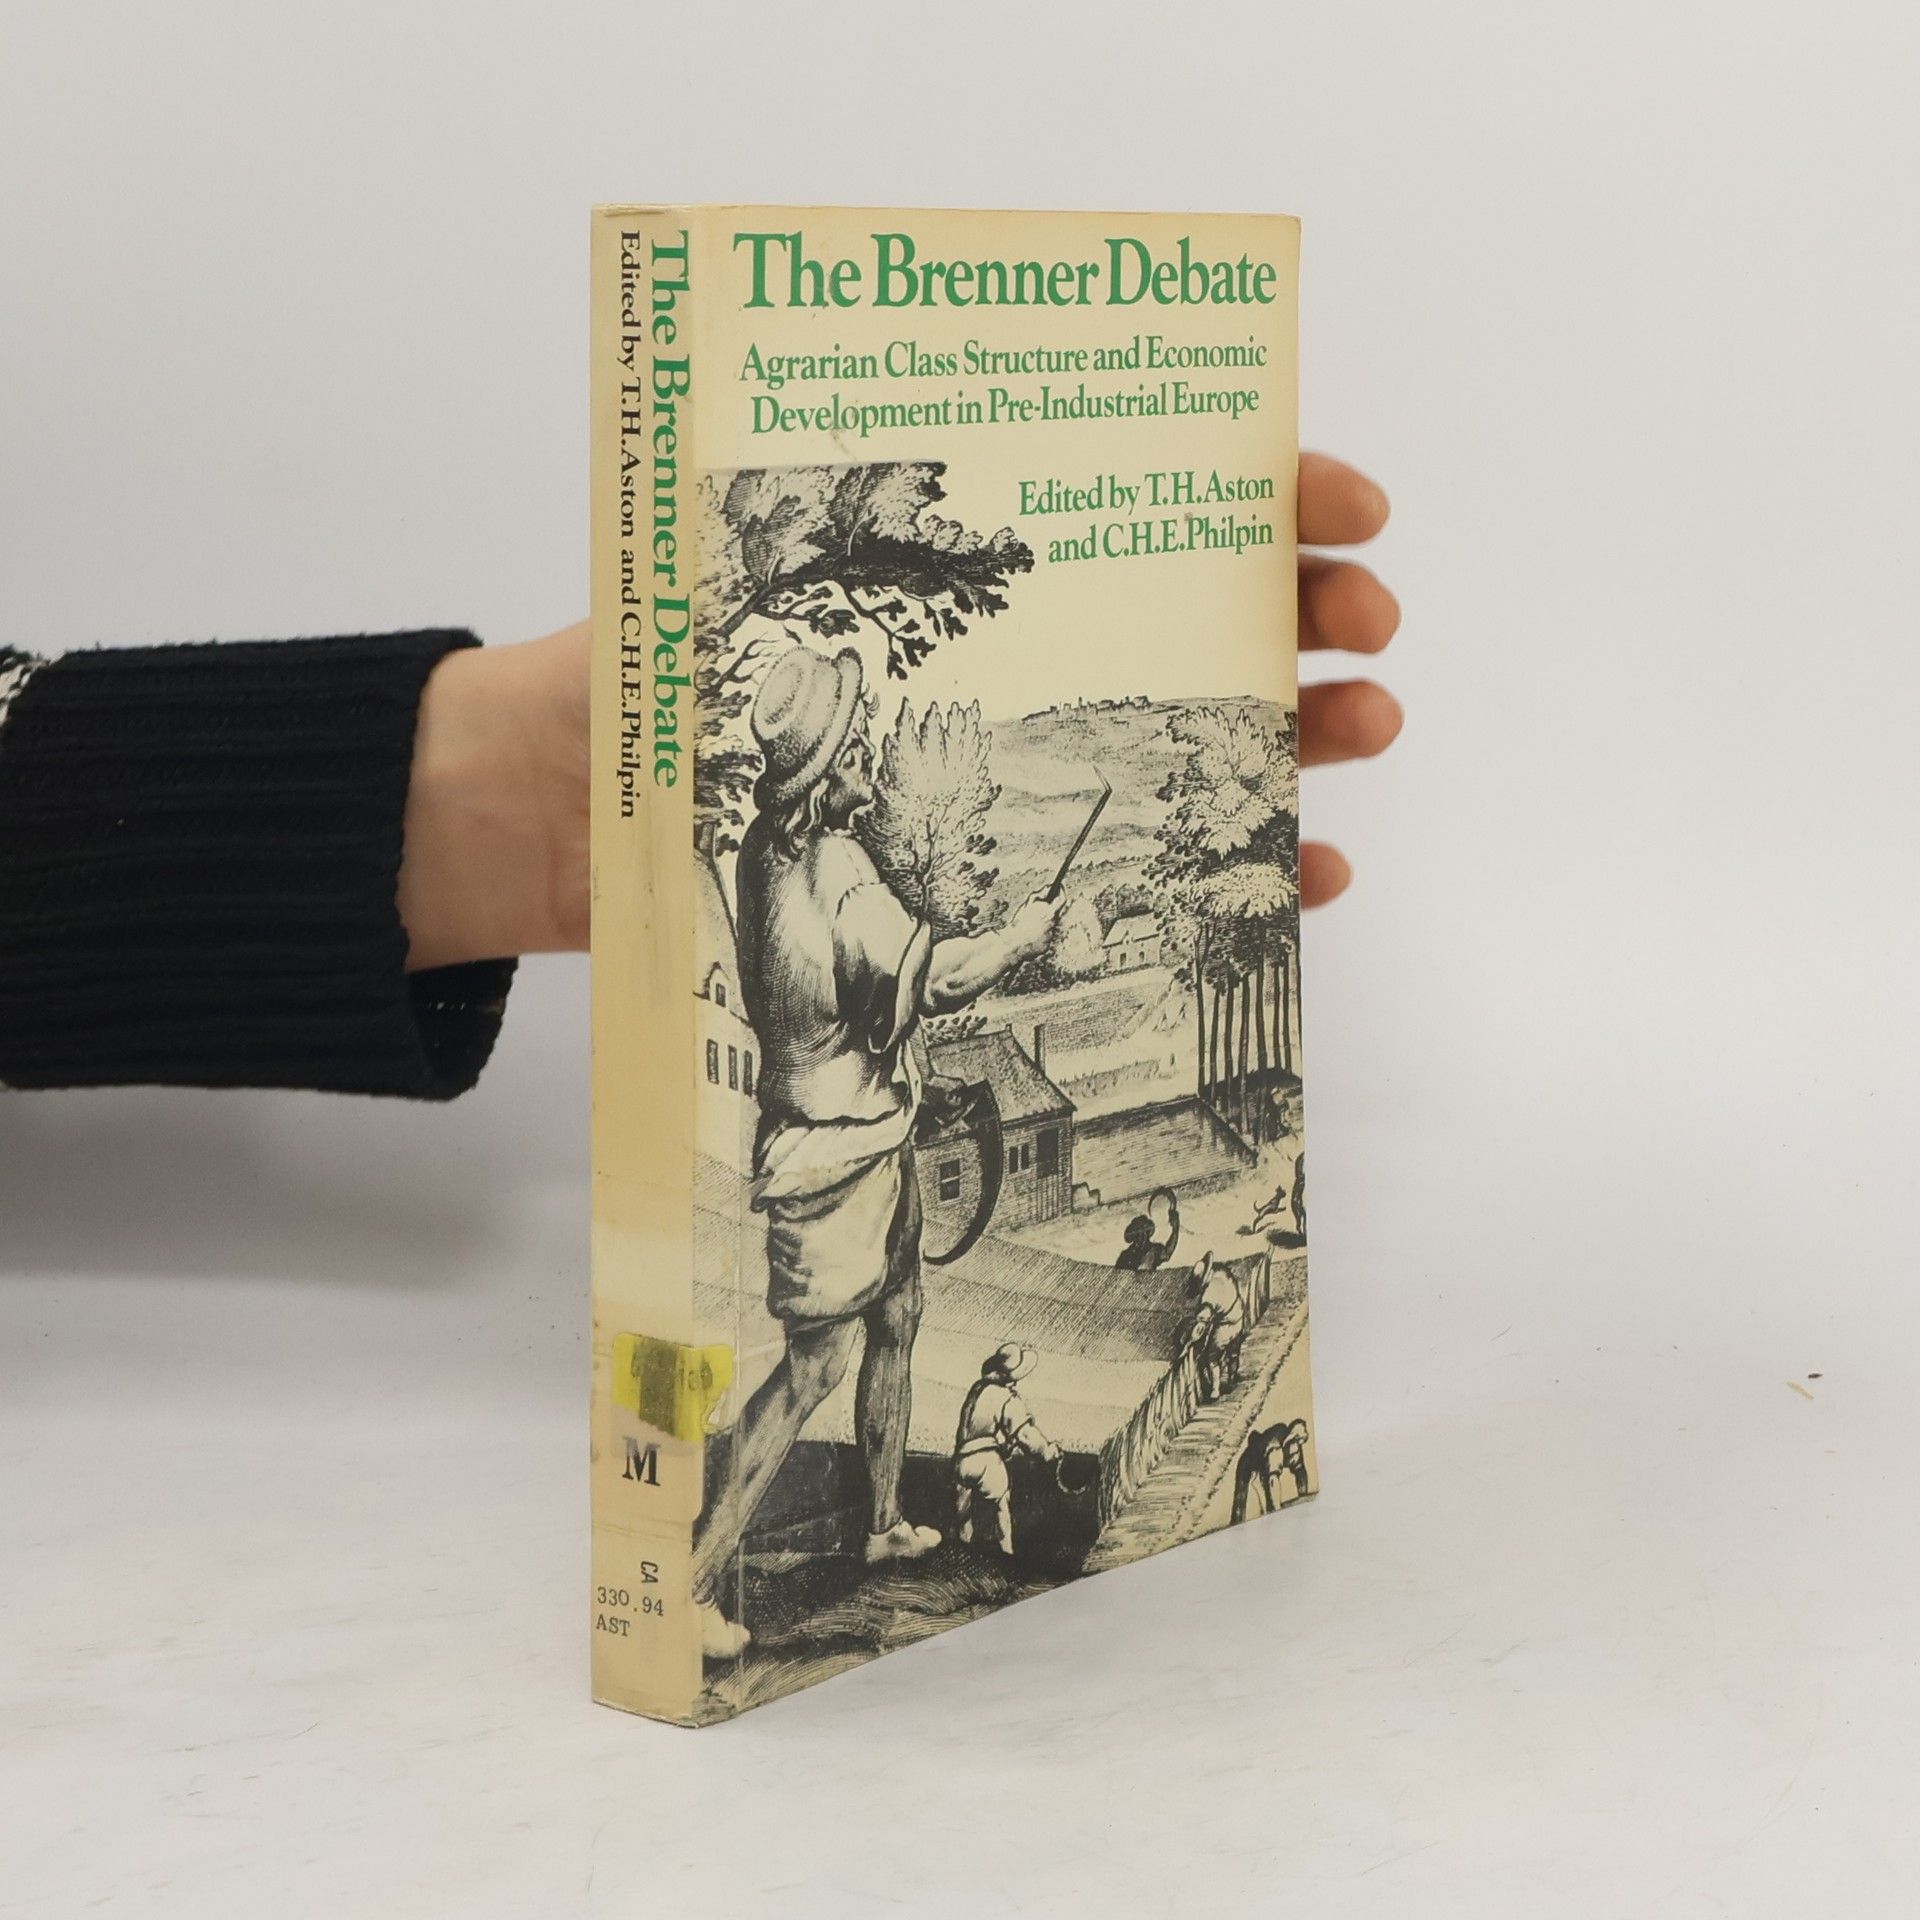 The Brenner Debate
Edited by T.H.Aston and C.H.E.Philpin
M
CA
330.94
AST
The Brenner Debate
Agrarian Class Structure and Economic
Development in Pre-Industrial Europe
Edited by T.H.Aston
and C.H.E.Philpin